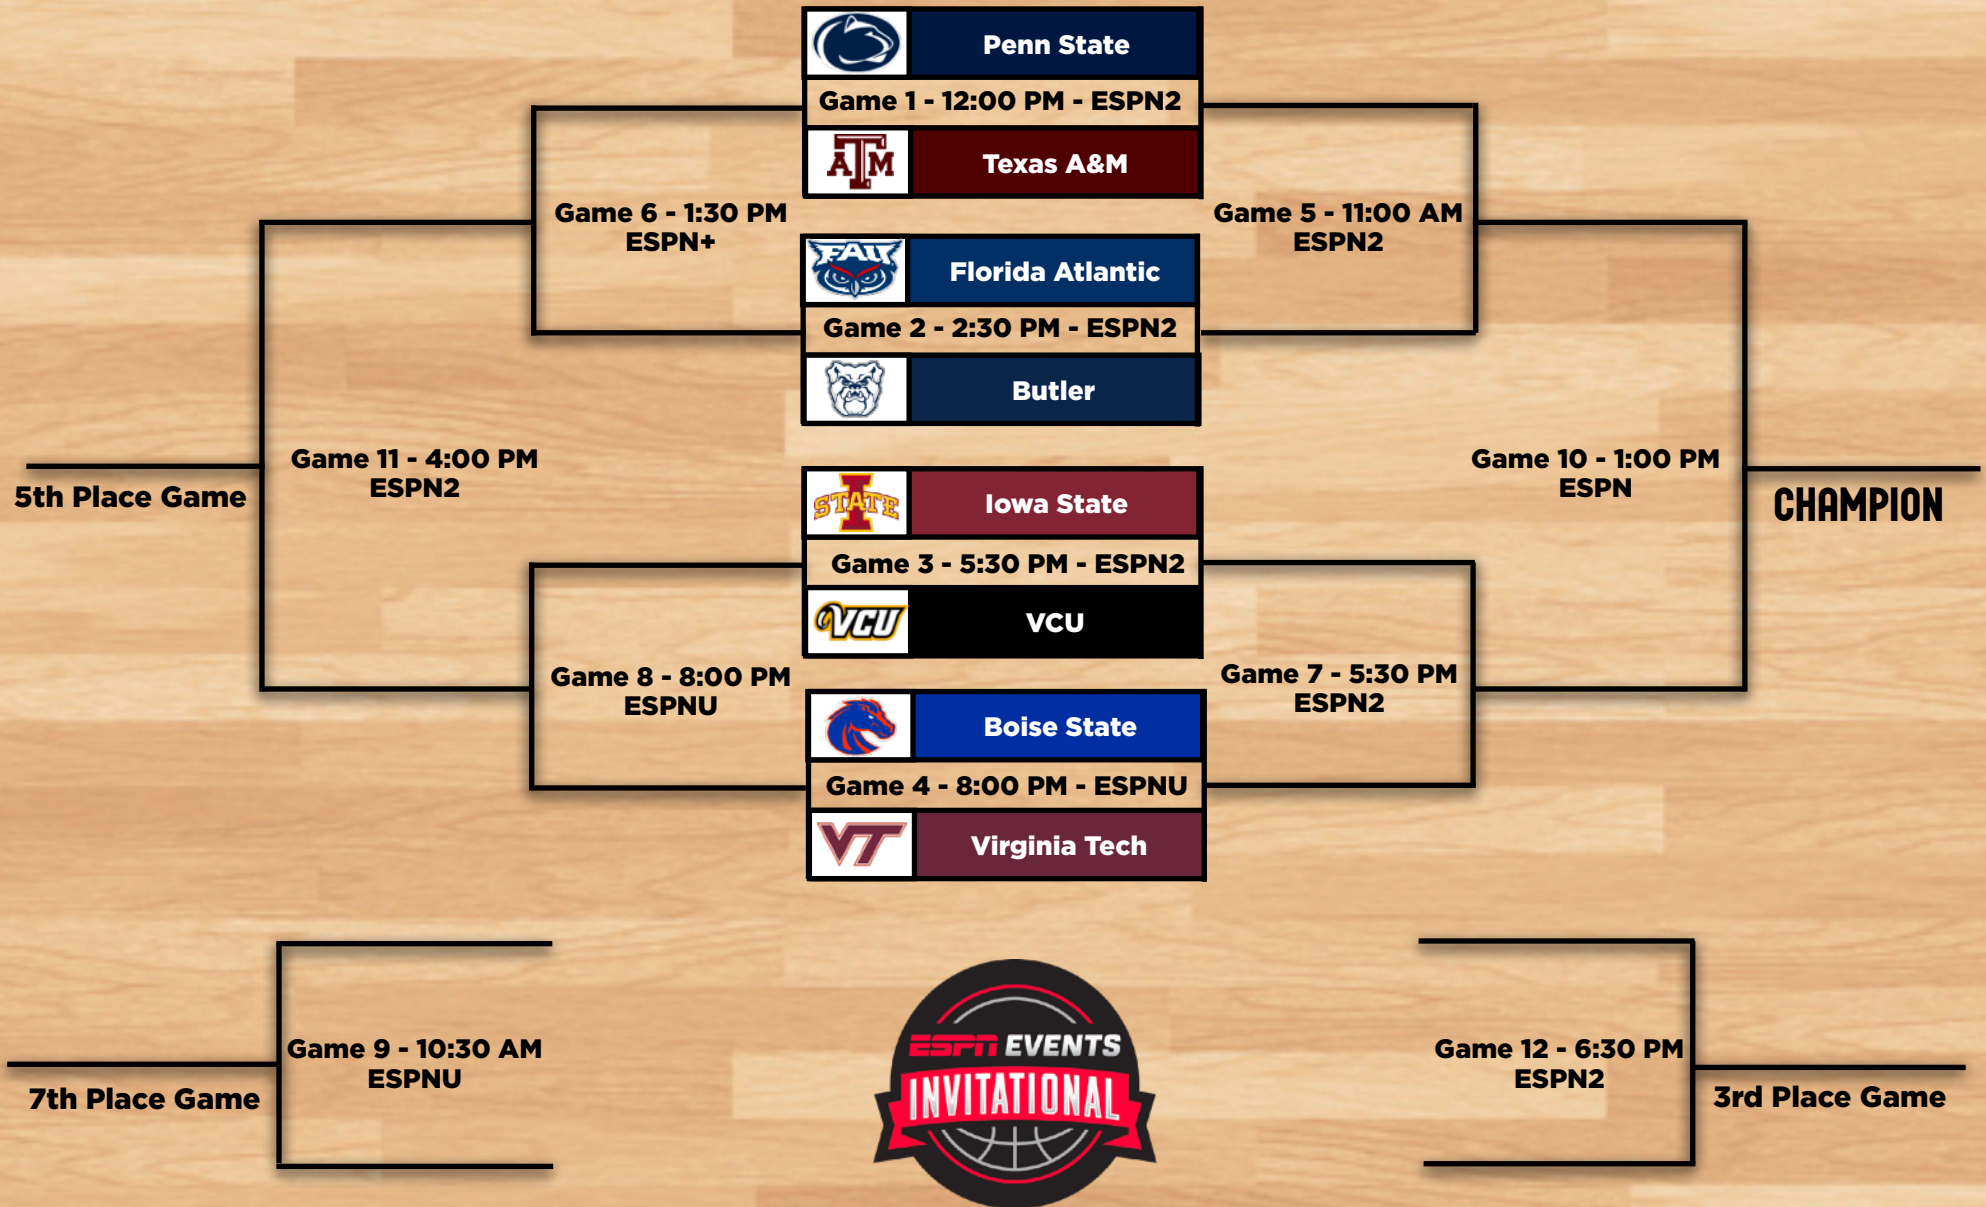 Penn State
Game 1 - 12:00 PM - ESPN2
ATM
Texas A&M
Game 6 - 1:30 PM
ESPN+
Game 5 - 11:00 AM
ESPN2
FAU
Florida Atlantic
Game 2 - 2:30 PM - ESPN2
Butler
Game 11 - 4:00 PM
ESPN2
5th Place Game
Game 10 - 1:00 PM
ESPN
CHAMPION
I
STATE
Iowa State
Game 3 - 5:30 PM - ESPN2
VCU
VCU
Game 8 - 8:00 PM
ESPNU
Game 7 - 5:30 PM
ESPN2
Boise State
Game 4 - 8:00 PM - ESPNU
VT
Virginia Tech
Game 9 - 10:30 AM
ESPNU
7th Place Game
ESPN EVENTS
INVITATIONAL
Game 12 - 6:30 PM
ESPN2
3rd Place Game